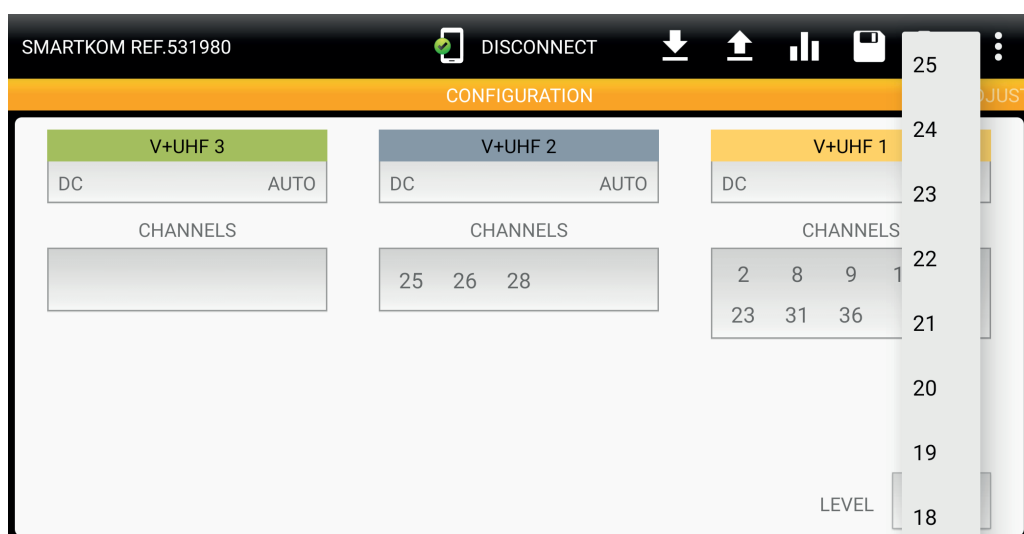 SMARTKOM REF.531980 DISCONNECT
CONFIGURATION
V+UHF 3 V+UHF 2 V+UHF 1
DC AUTO DC AUTO DC
CHANNELS CHANNELS CHANNELS
25 26 28
2 8 9 1
23 31 36
LEVEL
25
24
23
22
21
20
19
18